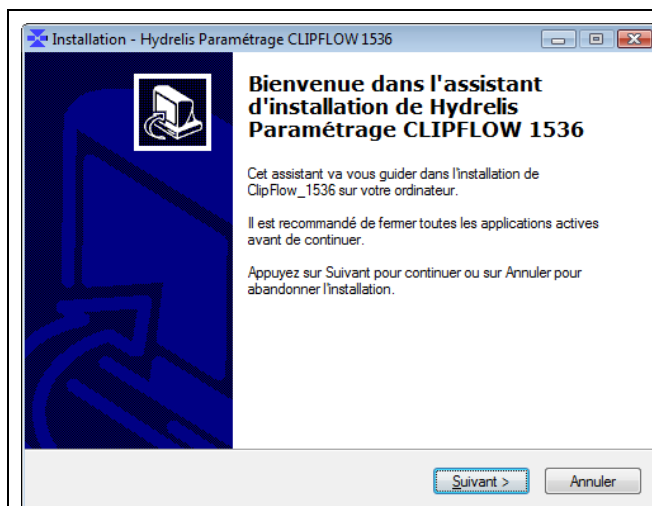 Installation - Hydrelis Paramétrage CLIPFLOW 1536
Bienvenue dans l'assistant
d'installation de Hydrelis
Paramétrage CLIPFLOW 1536
Cet assistant va vous guider dans l'installation de
ClipFlow_1536 sur votre ordinateur.
Il est recommandé de fermer toutes les applications actives
avant de continuer.
Appuyez sur Suivant pour continuer ou sur Annuler pour
abandonner l'installation.
Suivant >
Annuler